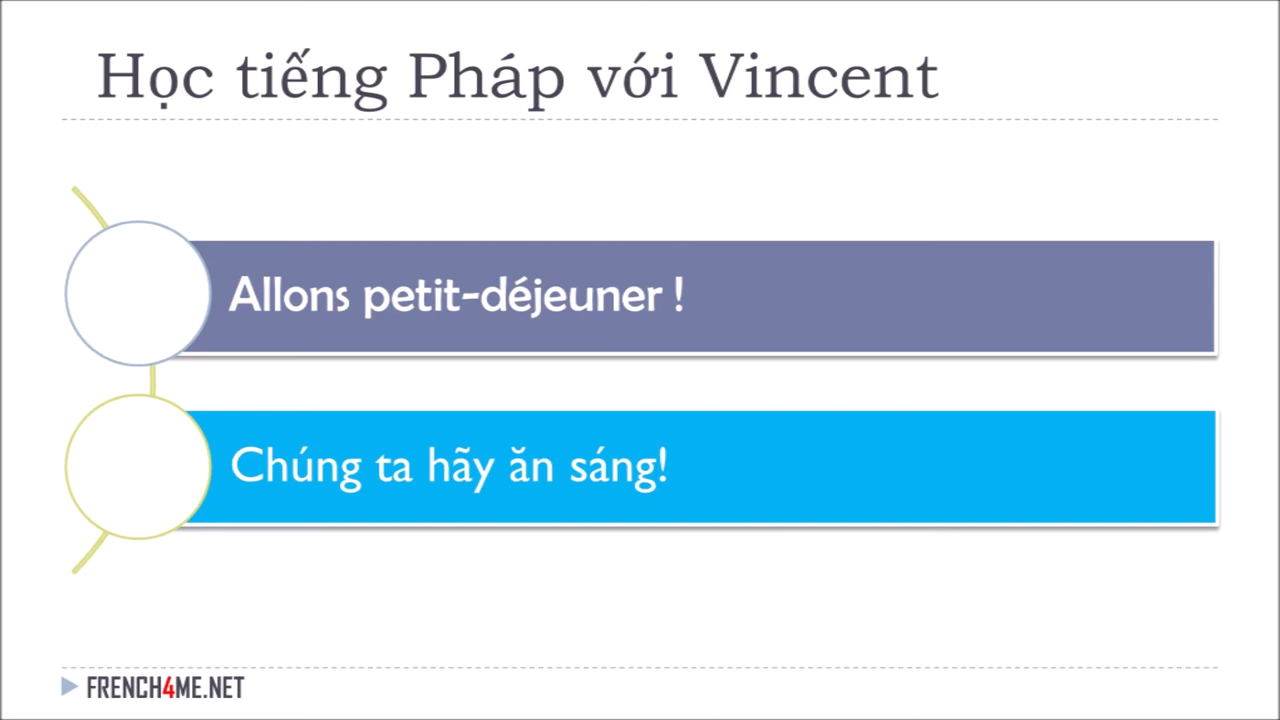 Học tiếng Pháp với Vincent
Allons petit-déjeuner !
Chúng ta hãy ăn sáng!
FRENCH4ME.NET